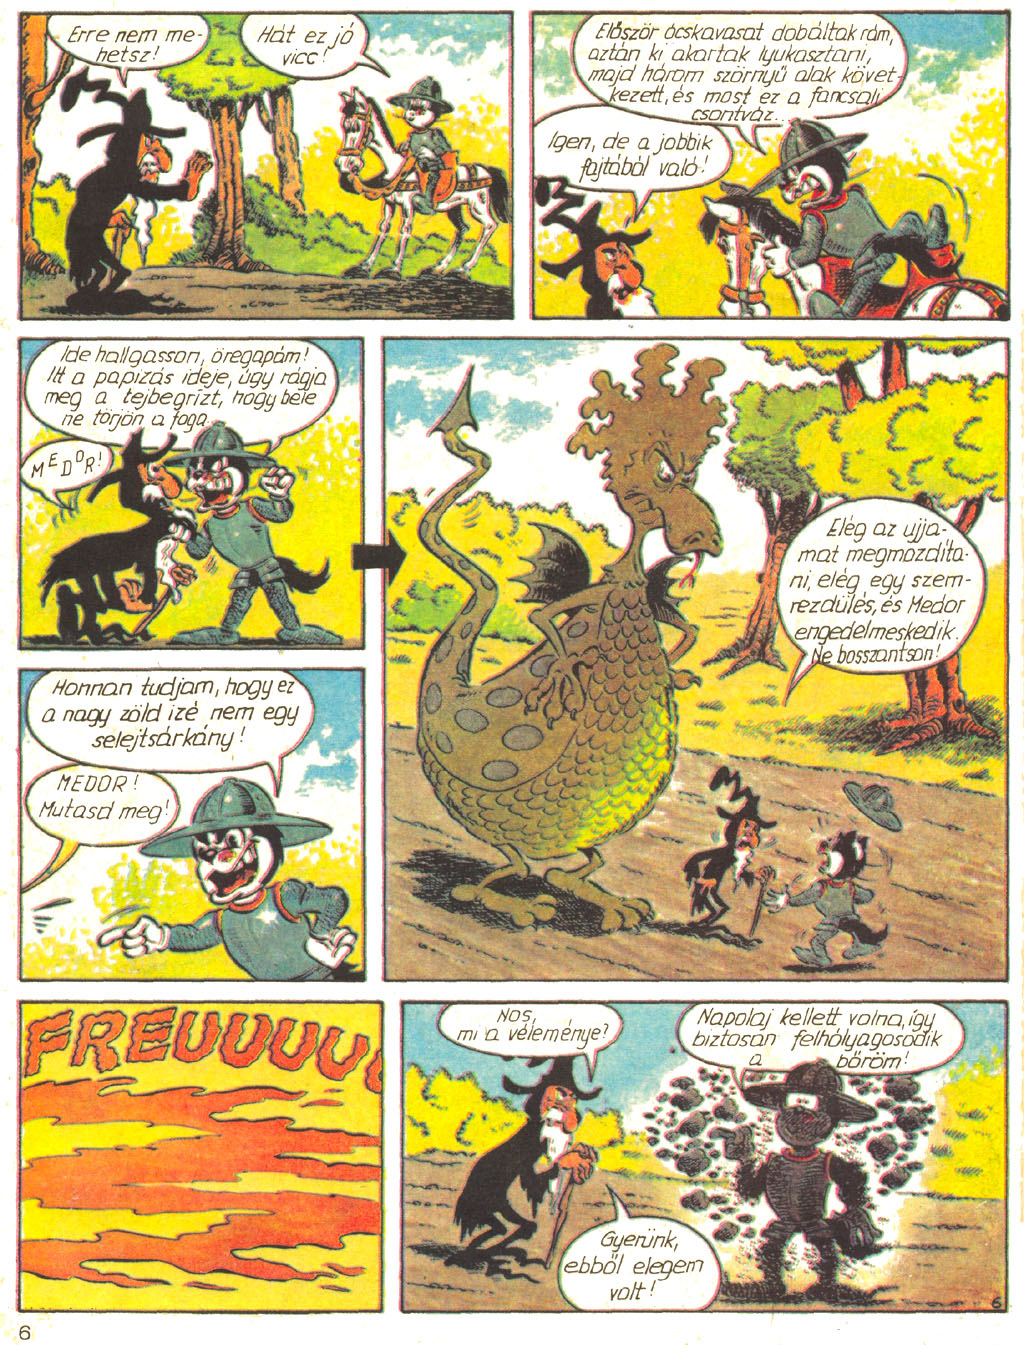 Erre nem me-
hetsz!
Hát ez jó
vicc!
Először ócskavasat dobáltak rám,
aztán ki akartak lyukasztani,
majd három szörnyű alak követ-
kezett, és most ez a fancsali
csontváz...
Igen, de a jobbik
fajtából való!
Ide hallgasson, öregapám!
Itt a papizás ideje, úgy rágja
meg a tejbegrízt, hogy bele
ne törjön a foga.
MEDOR!
Elég az ujja-
mat megmozdíta-
ni, elég egy szem-
rezdülés, és Medor
engedelmeskedik.
Ne bosszantson!
Honnan tudjam, hogy ez
a nagy zöld izé nem egy
selejtsárkány!
MEDOR!
Mutasd meg!
FREUUUUU
Nos,
mi a véleménye?
Napolaj kellett volna, így
biztosan felhólyagosodik
a bőröm!
Gyerünk,
ebből elegem
volt!
6
6